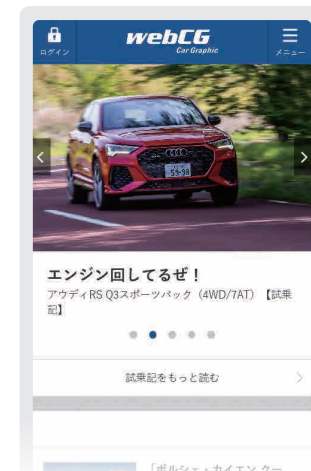 ログイン
webCG
Car Graphic
メニュー
59-98
エンジン回してるぜ！
アウディRS Q3スポーツバック（4WD/7AT）【試乗
記】
試乗記をもっと読む
「ポルシェ・カイエン クー